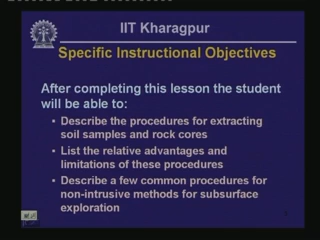 IIT Kharagpur
Specific Instructional Objectives
After completing this lesson the student
will be able to:
• Describe the procedures for extracting
soil samples and rock cores
• List the relative advantages and
limitations of these procedures
• Describe a few common procedures for
non-intrusive methods for subsurface
exploration